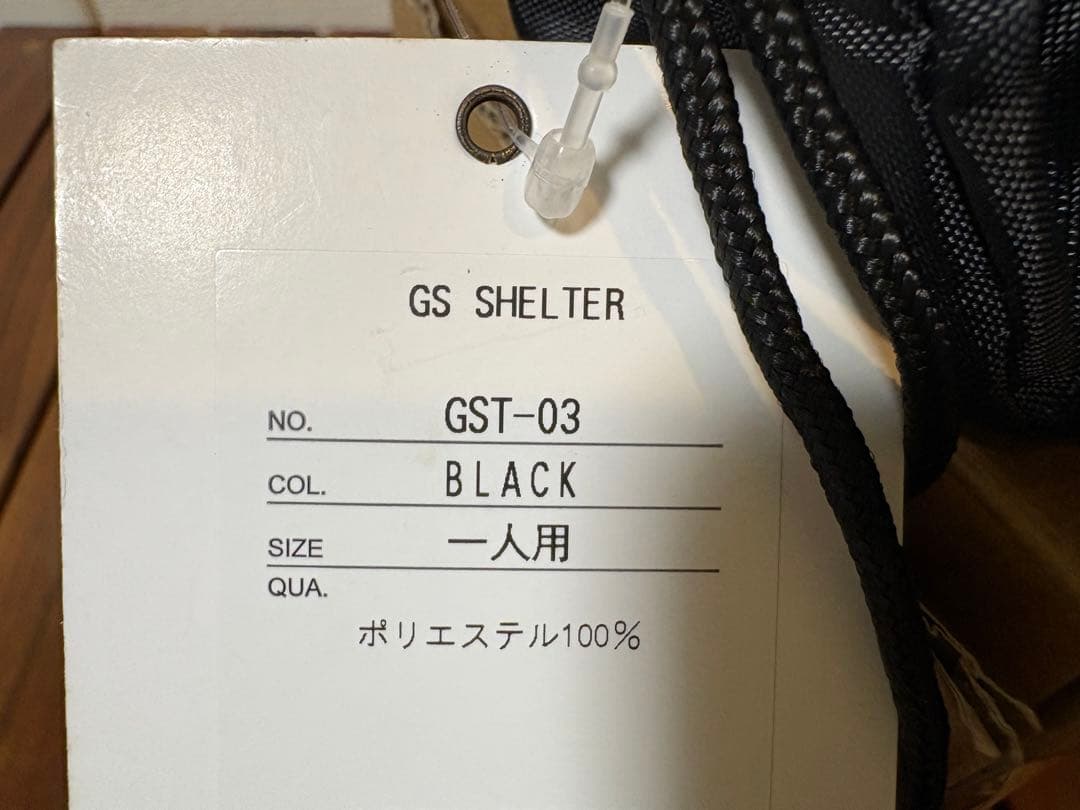 GS SHELTER
NO. GST-03
COL. BLACK
SIZE 一人用
QUA.
ポリエステル100%